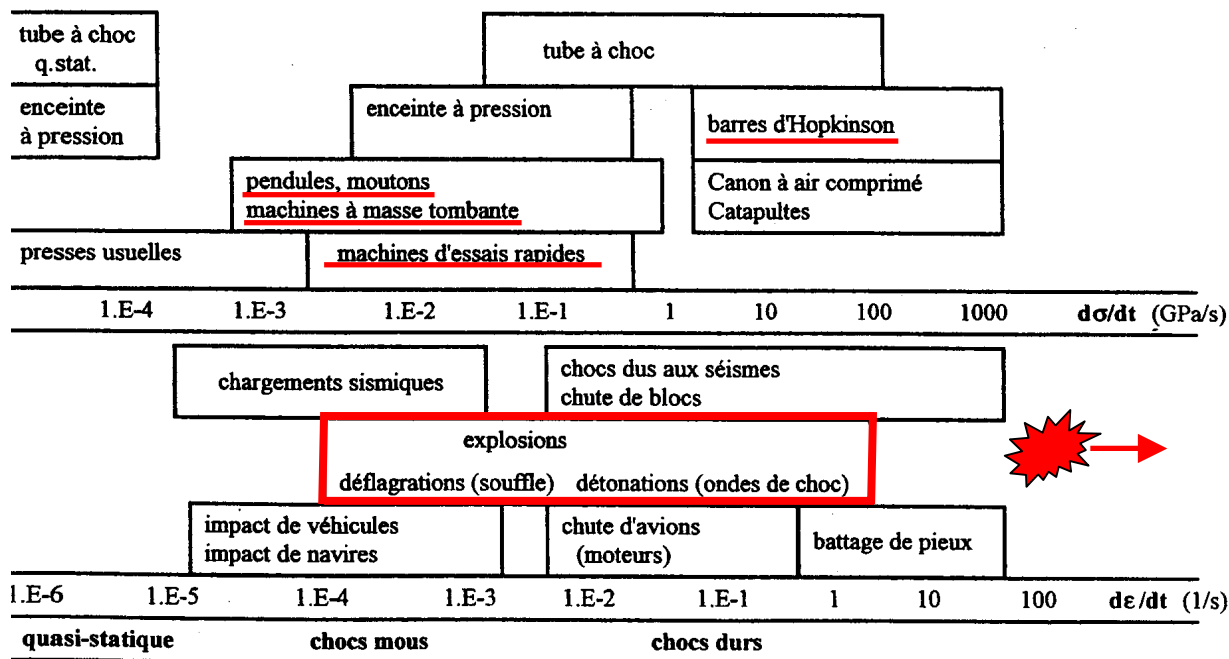 tube à choc
q.stat.
tube à choc
enceinte
à pression
enceinte à pression
barres d'Hopkinson
pendules, moutons
machines à masse tombante
Canon à air comprimé
Catapultes
presses usuelles
machines d'essais rapides
1.E-4 1.E-3 1.E-2 1.E-1 1 10 100 1000 dσ/dt (GPa/s)
chargements sismiques
chocs dus aux séismes
chute de blocs
explosions
déflagrations (souffle) détonations (ondes de choc)
impact de véhicules
impact de navires
chute d'avions
(moteurs)
battage de pieux
1.E-6 1.E-5 1.E-4 1.E-3 1.E-2 1.E-1 1 10 100 dε/dt (1/s)
quasi-statique chocs mous chocs durs